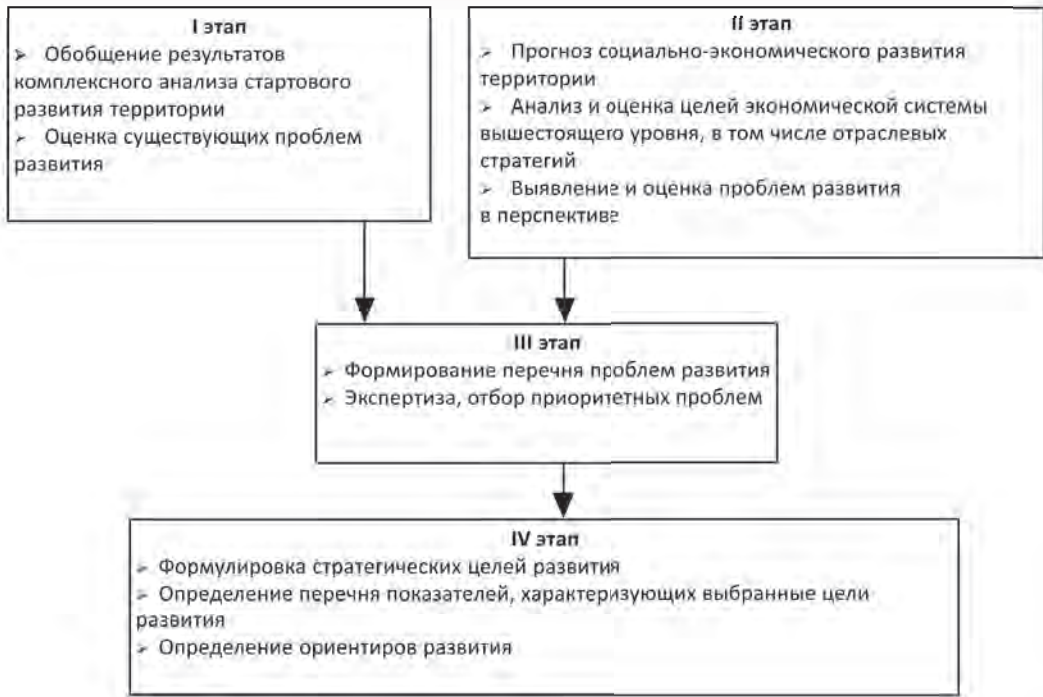 I этап
➢ Обобщение результатов
комплексного анализа стартового
развития территории
➢ Оценка существующих проблем
развития
II этап
➢ Прогноз социально-экономического развития
территории
➢ Анализ и оценка целей экономической системы
вышестоящего уровня, в том числе отраслевых
стратегий
➢ Выявление и оценка проблем развития
в перспективе
III этап
➢ Формирование перечня проблем развития
➢ Экспертиза, отбор приоритетных проблем
IV этап
➢ Формулировка стратегических целей развития
➢ Определение перечня показателей, характеризующих выбранные цели
развития
➢ Определение ориентиров развития